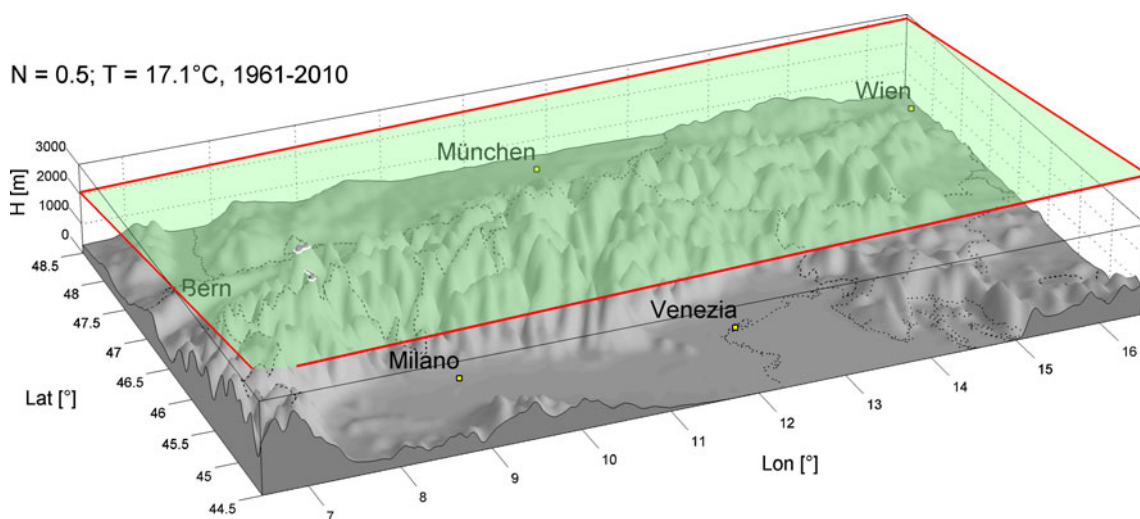 N = 0.5; T = 17.1°C, 1961-2010
Wien
München
3000
2000
1000
0
H [m]
48.5
48
47.5
47
46.5
46
45.5
45
44.5
Lat [°]
Bern
Venezia
Milano
7
8
9
10
11
12
13
14
15
16
Lon [°]